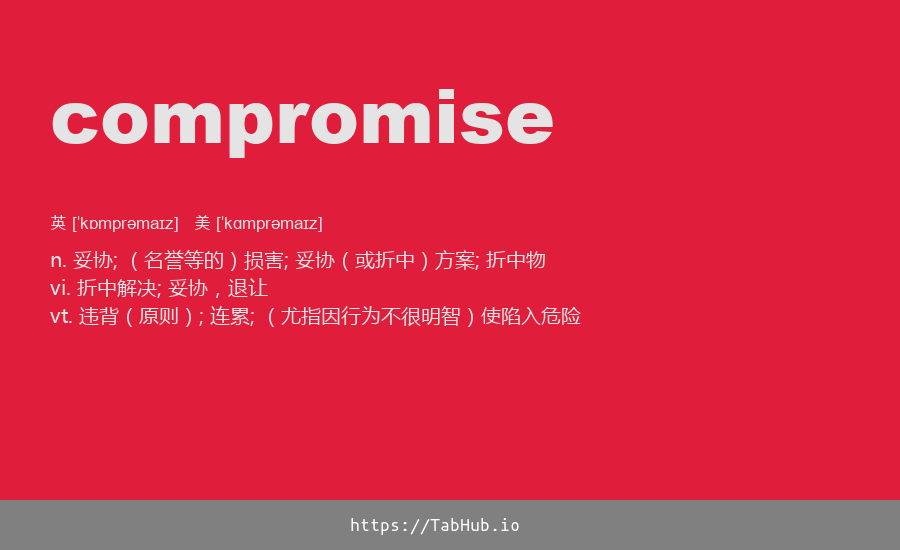 compromise
英 [ˈkɒmprəmaɪz] 美 [ˈkɑmprəmaɪz]
n. 妥协; （名誉等的）损害; 妥协（或折中）方案; 折中物
vi. 折中解决; 妥协，退让
vt. 违背（原则）; 连累; （尤指因行为不很明智）使陷入危险
https://TabHub.io